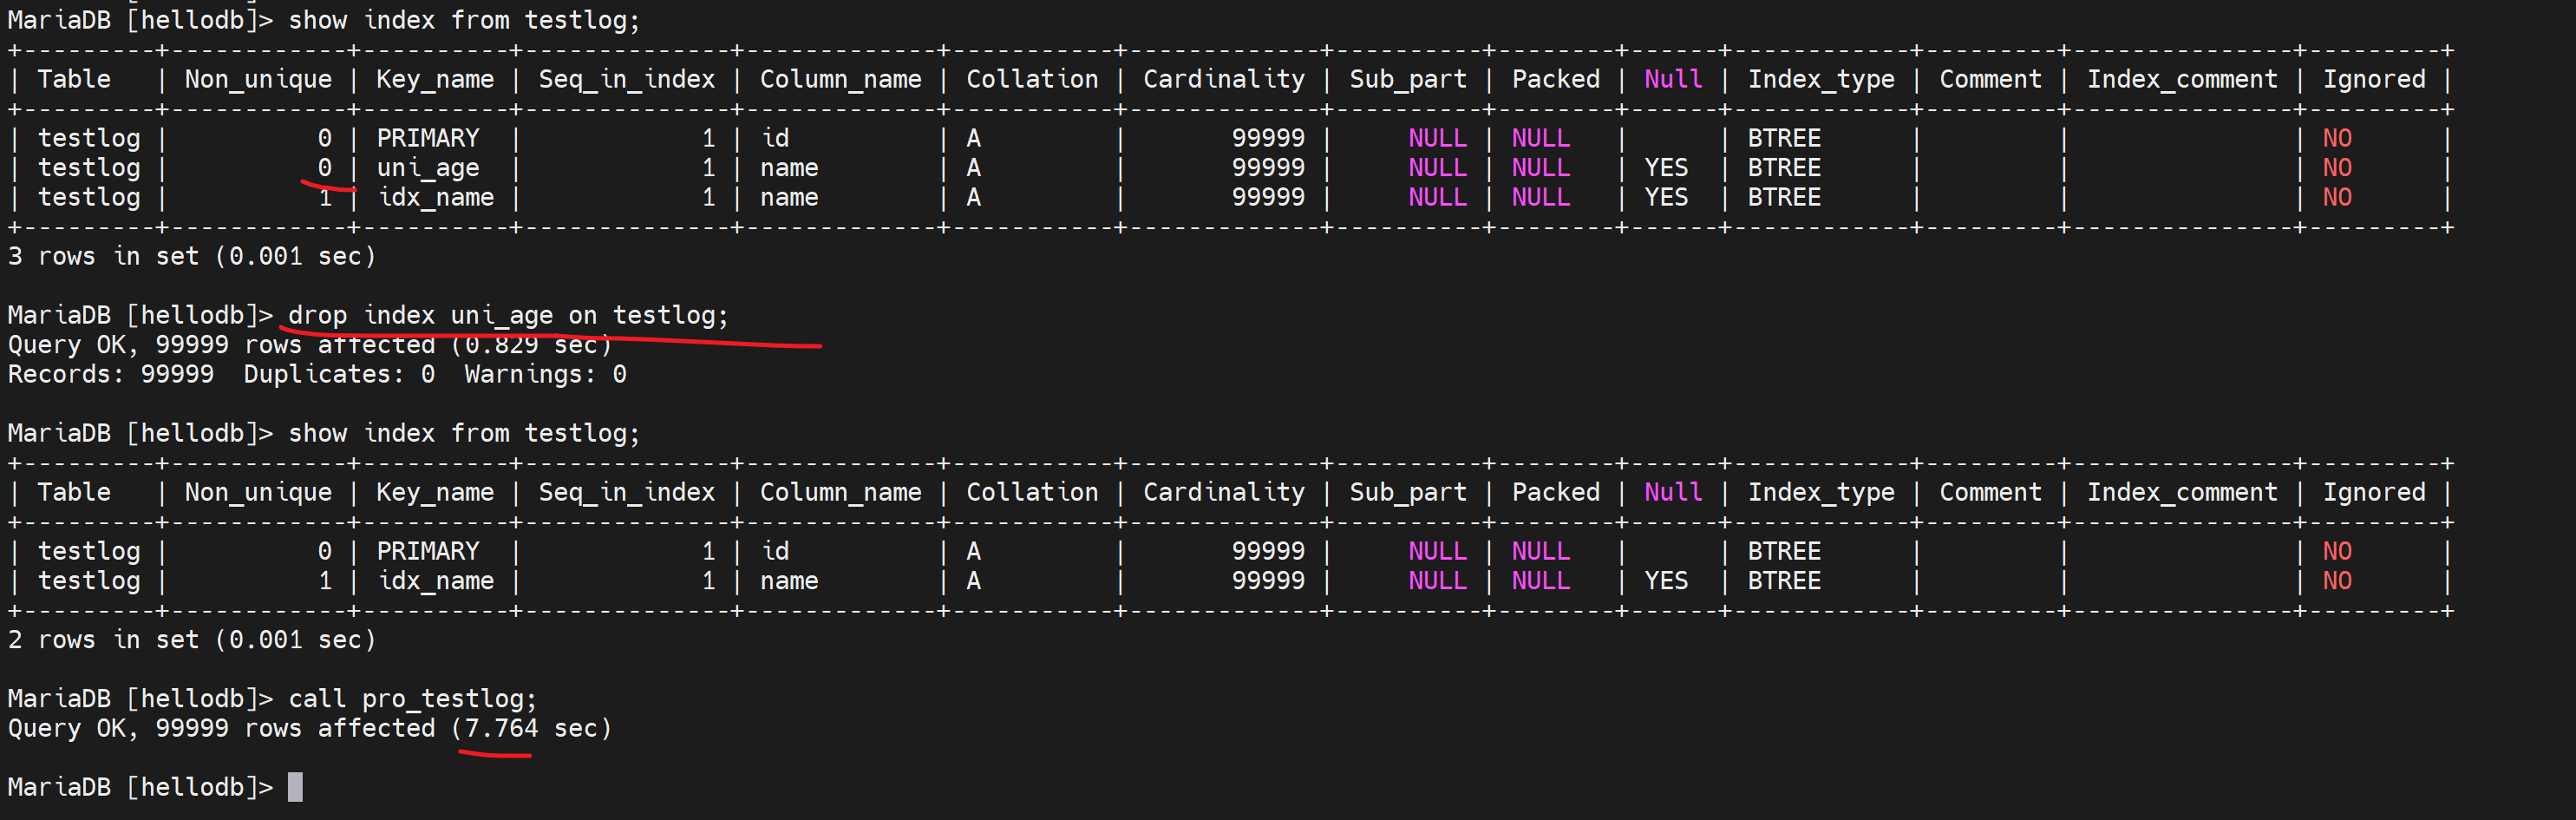 MariaDB [hellodb]> show index from testlog;
+---------+------------+----------+--------------+-------------+-----------+-------------+----------+--------+------+------------+---------+---------------+---------+
| Table   | Non_unique | Key_name | Seq_in_index | Column_name | Collation | Cardinality | Sub_part | Packed | Null | Index_type | Comment | Index_comment | Ignored |
+---------+------------+----------+--------------+-------------+-----------+-------------+----------+--------+------+------------+---------+---------------+---------+
| testlog |          0 | PRIMARY  |            1 | id          | A         |       99999 |     NULL | NULL   |      | BTREE      |         |               | NO      |
| testlog |          0 | uni_age  |            1 | name        | A         |       99999 |     NULL | NULL   | YES  | BTREE      |         |               | NO      |
| testlog |          1 | idx_name |            1 | name        | A         |       99999 |     NULL | NULL   | YES  | BTREE      |         |               | NO      |
+---------+------------+----------+--------------+-------------+-----------+-------------+----------+--------+------+------------+---------+---------------+---------+
3 rows in set (0.001 sec)
MariaDB [hellodb]> drop index uni_age on testlog;
Query OK, 99999 rows affected (0.829 sec)
Records: 99999  Duplicates: 0  Warnings: 0
MariaDB [hellodb]> show index from testlog;
+---------+------------+----------+--------------+-------------+-----------+-------------+----------+--------+------+------------+---------+---------------+---------+
| Table   | Non_unique | Key_name | Seq_in_index | Column_name | Collation | Cardinality | Sub_part | Packed | Null | Index_type | Comment | Index_comment | Ignored |
+---------+------------+----------+--------------+-------------+-----------+-------------+----------+--------+------+------------+---------+---------------+---------+
| testlog |          0 | PRIMARY  |            1 | id          | A         |       99999 |     NULL | NULL   |      | BTREE      |         |               | NO      |
| testlog |          1 | idx_name |            1 | name        | A         |       99999 |     NULL | NULL   | YES  | BTREE      |         |               | NO      |
+---------+------------+----------+--------------+-------------+-----------+-------------+----------+--------+------+------------+---------+---------------+---------+
2 rows in set (0.001 sec)
MariaDB [hellodb]> call pro_testlog;
Query OK, 99999 rows affected (7.764 sec)
MariaDB [hellodb]>